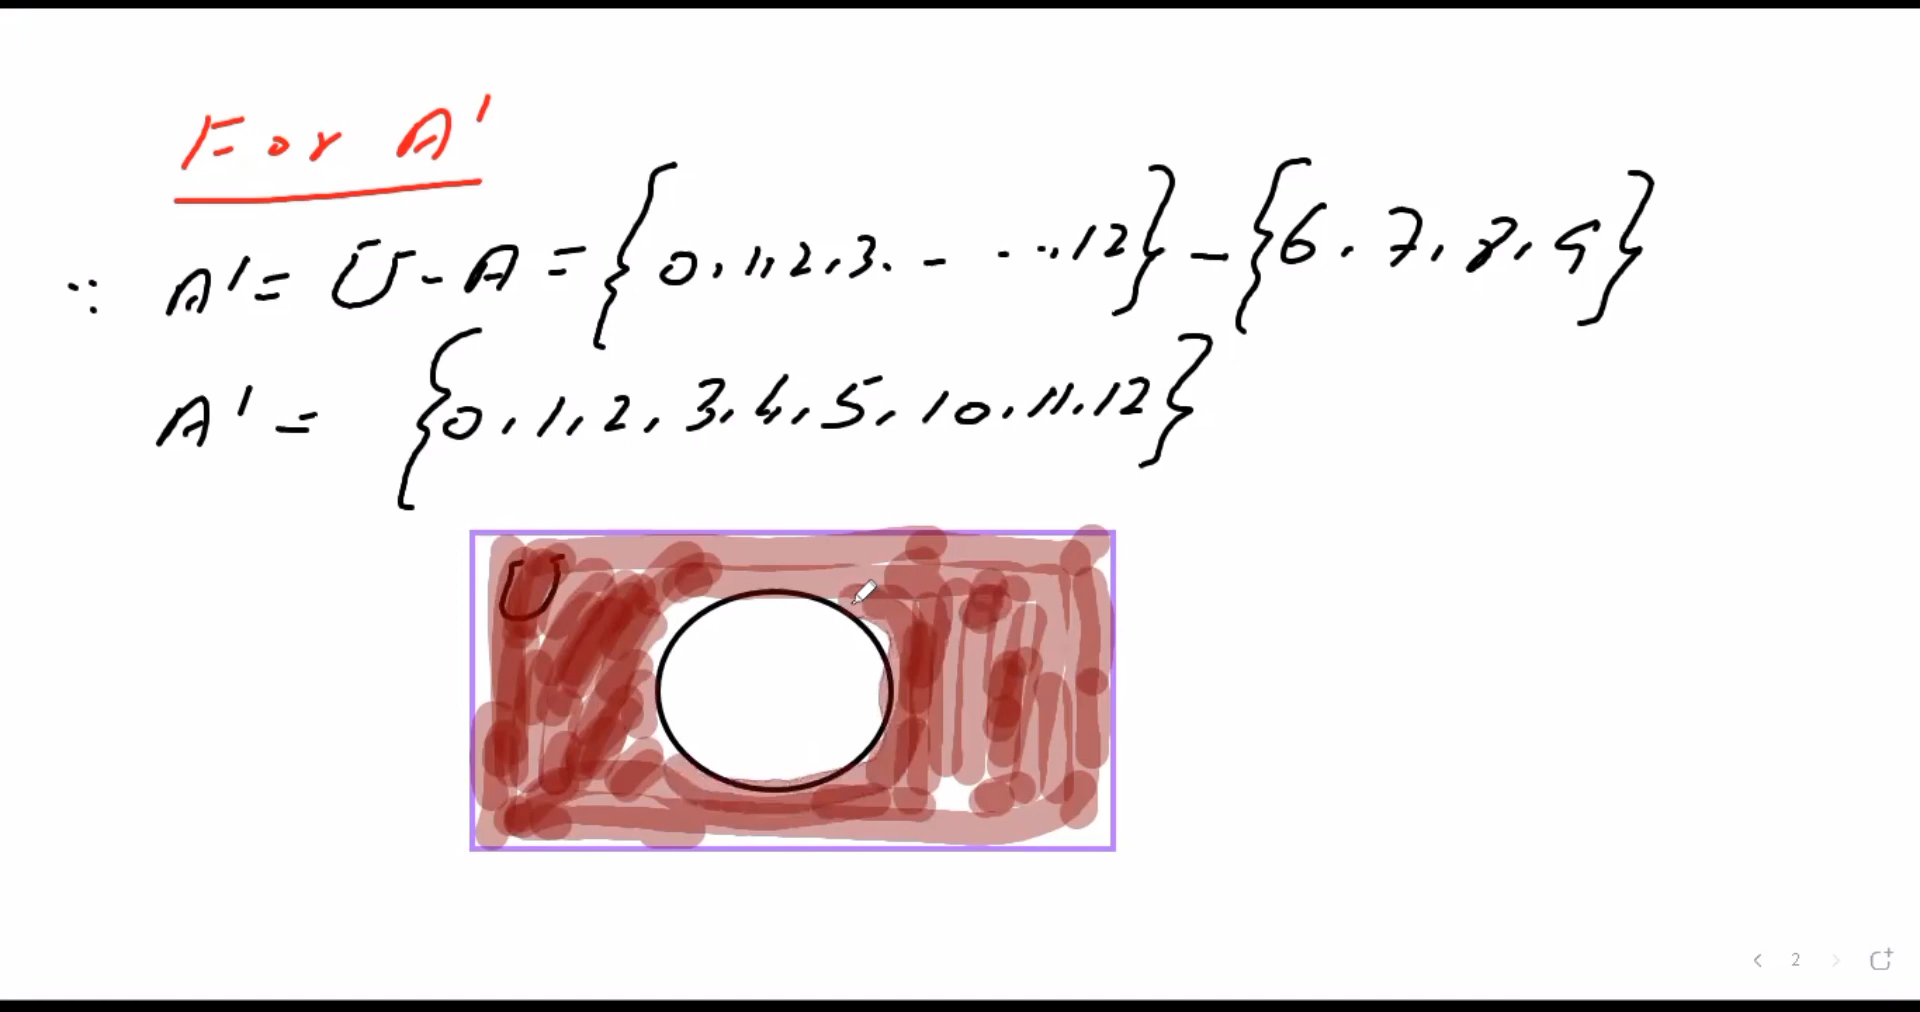 For A'
∵ A' = U - A = {0, 1, 2, 3. - - -.., 12} - {6, 7, 8, 9}
A' = {0, 1, 2, 3, 4, 5, 10, 11, 12}
U
2